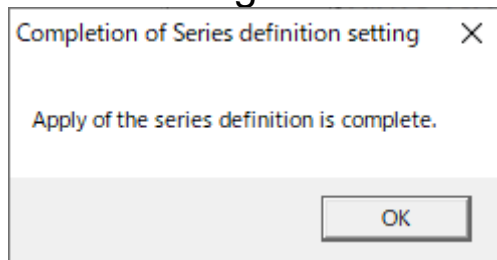 Completion of Series definition setting
Apply of the series definition is complete.
OK